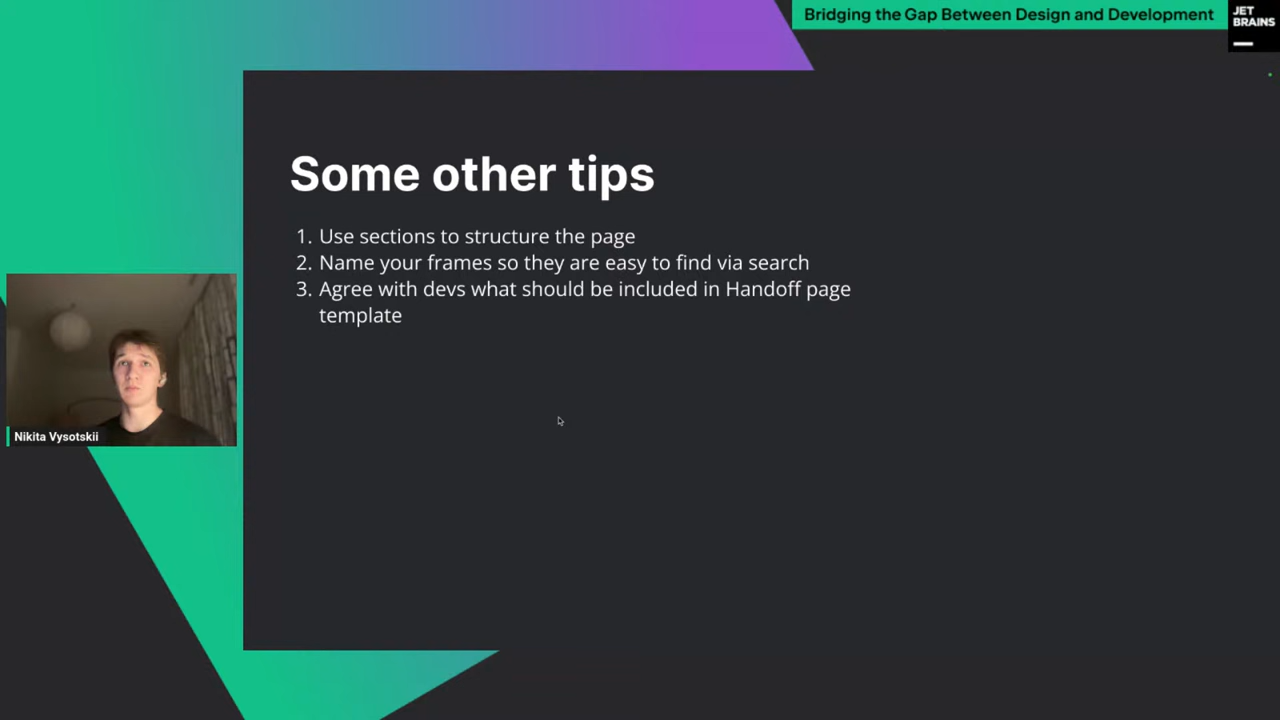 Bridging the Gap Between Design and Development
JET
BRAINS
Some other tips
1. Use sections to structure the page
2. Name your frames so they are easy to find via search
3. Agree with devs what should be included in Handoff page
template
Nikita Vysotskii